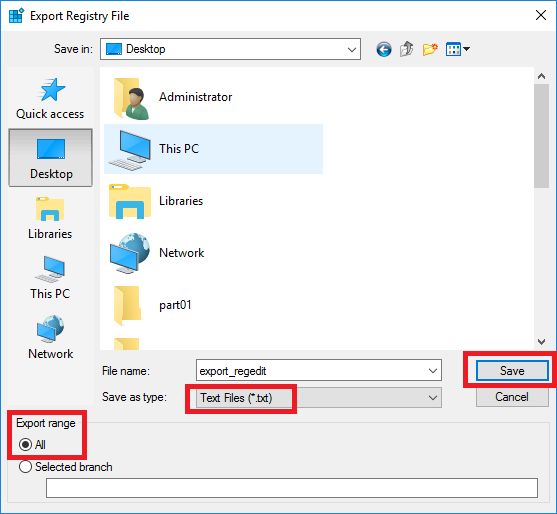 Export Registry File
Save in: Desktop
Quick access
Desktop
Libraries
This PC
Network
Administrator
This PC
Libraries
Network
part01
File name: export_regedit
Save as type: Text Files (*.txt)
Save
Cancel
Export range
All
Selected branch